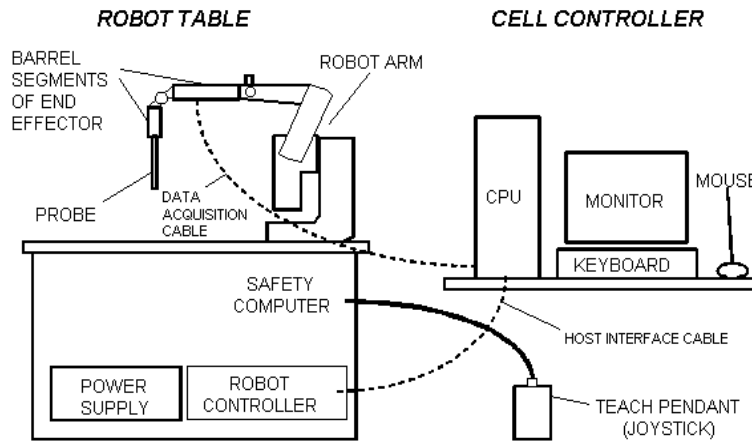 ROBOT TABLE
CELL CONTROLLER
BARREL
SEGMENTS
OF END
EFFECTOR
ROBOT ARM
PROBE
DATA
ACQUISITION
CABLE
CPU
MONITOR
MOUSE
KEYBOARD
SAFETY
COMPUTER
HOST INTERFACE CABLE
POWER
SUPPLY
ROBOT
CONTROLLER
TEACH PENDANT
(JOYSTICK)